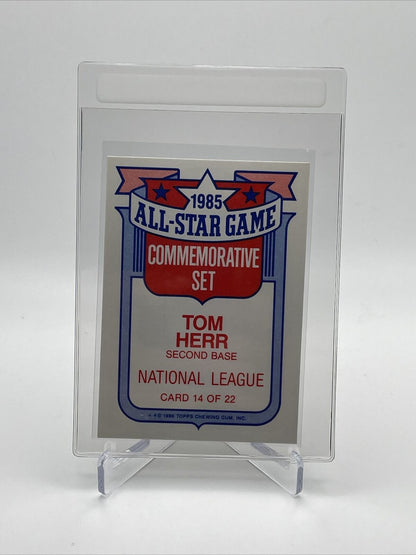 1985
ALL-STAR GAME
COMMEMORATIVE
SET
TOM
HERR
SECOND BASE
NATIONAL LEAGUE
CARD 14 OF 22
© 1986 TOPPS CHEWING GUM, INC.